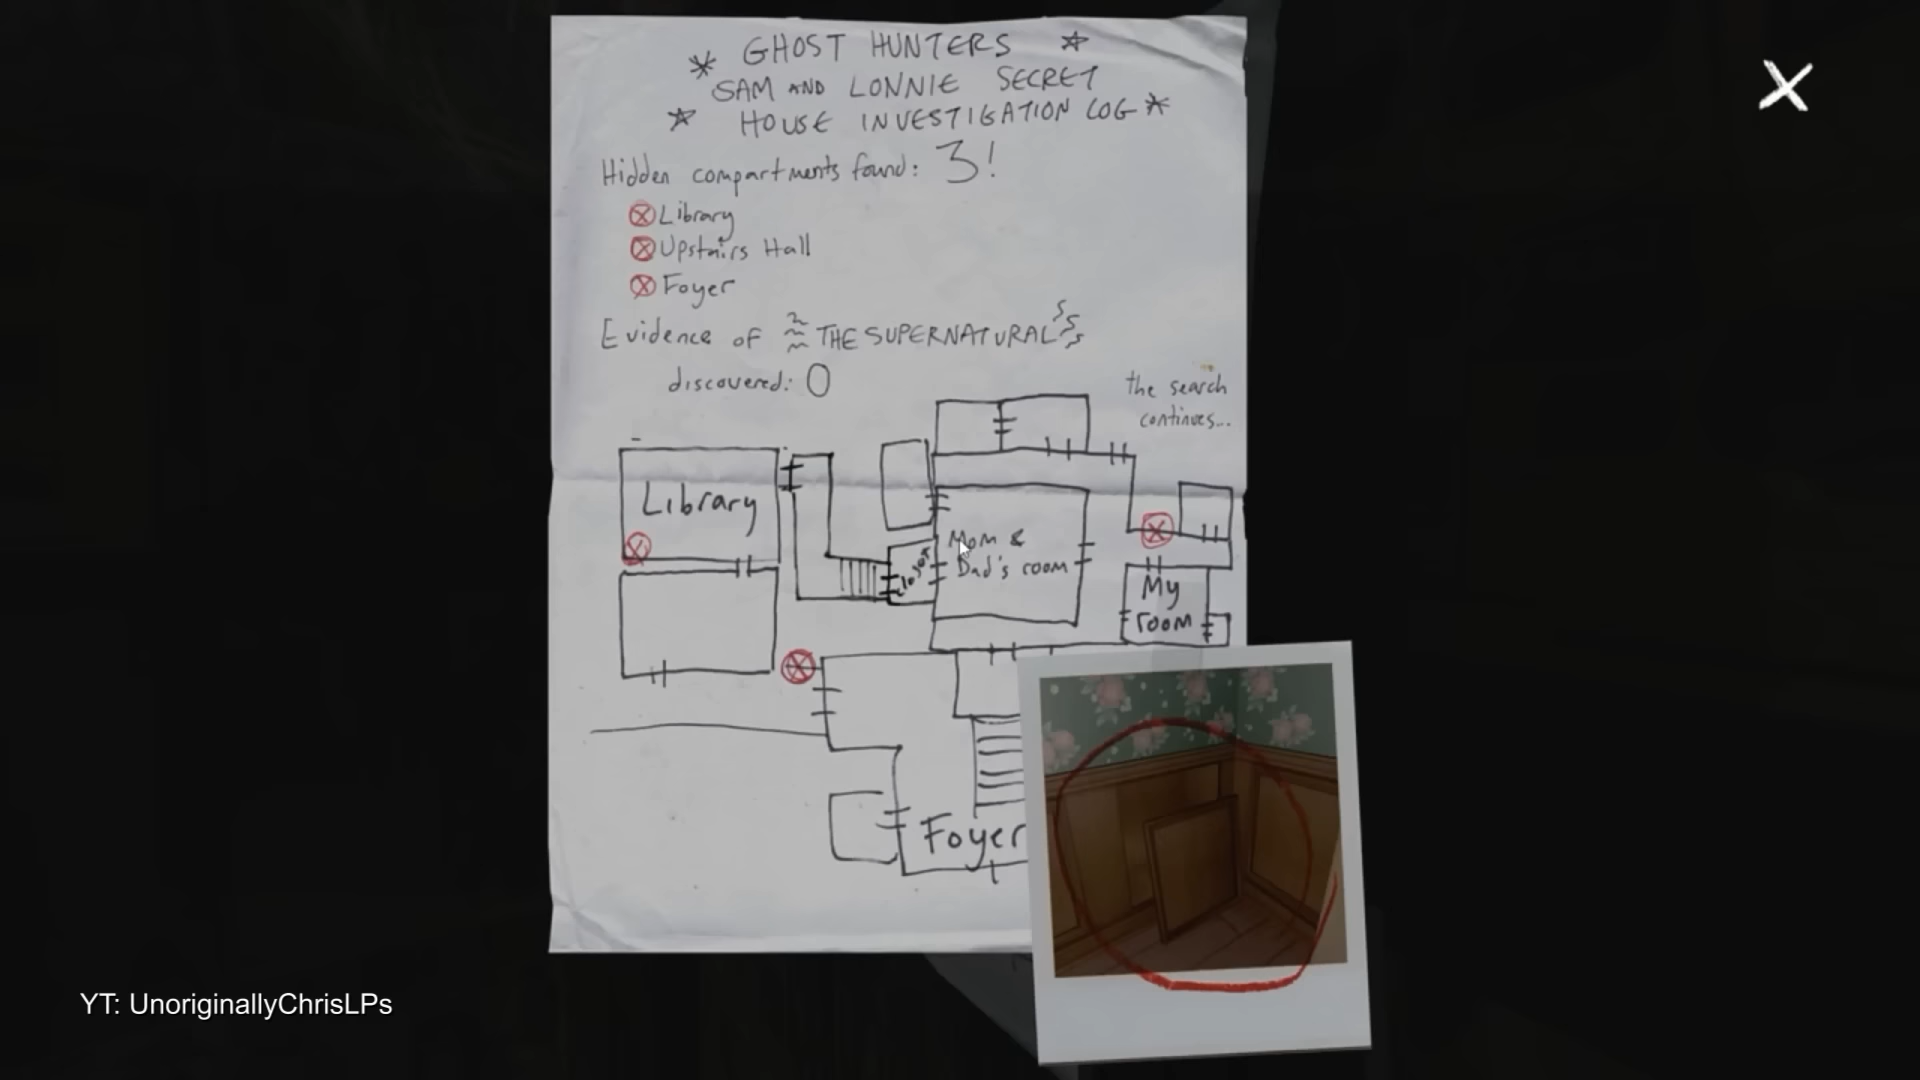 GHOST HUNTERS
SAM AND LONNIE SECRET
HOUSE INVESTIGATION LOG
Hidden compartments found: 3!
Library
Upstairs Hall
Foyer
Evidence of THE SUPERNATURAL
discovered: 0
the search
continues...
Library
Mom &
Dad's room
closet
My
room
Foyer
YT: UnoriginallyChrisLPs